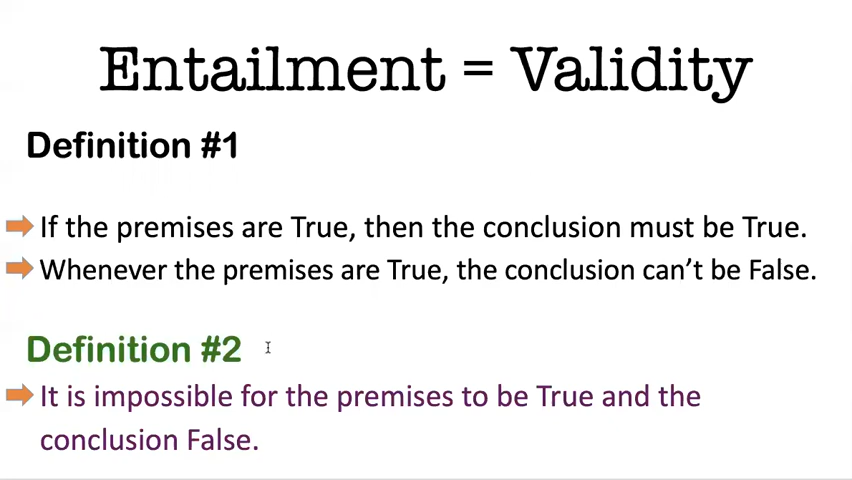 Entailment = Validity
Definition #1
If the premises are True, then the conclusion must be True.
Whenever the premises are True, the conclusion can’t be False.
Definition #2
It is impossible for the premises to be True and the
conclusion False.